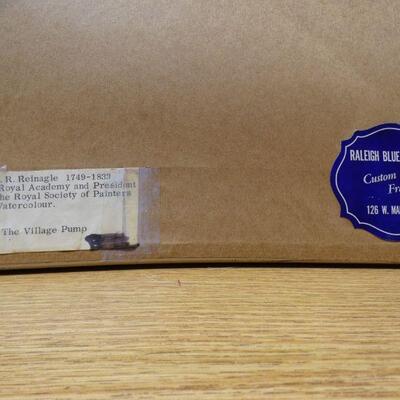 . R. Reinagle 1749-1833
Royal Academy and President
the Royal Society of Painters
Watercolour.
The Village Pump
RALEIGH BLUE
Custom
Fr
126 W. MA